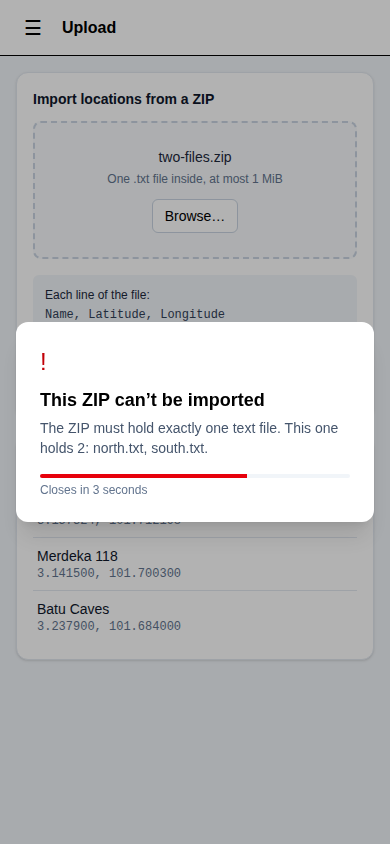 ☰ Upload
Import locations from a ZIP
two-files.zip
One .txt file inside, at most 1 MiB
Browse…
Each line of the file:
Name, Latitude, Longitude
!
This ZIP can’t be imported
The ZIP must hold exactly one text file. This one
holds 2: north.txt, south.txt.
Closes in 3 seconds
Merdeka 118
3.141500, 101.700300
Batu Caves
3.237900, 101.684000